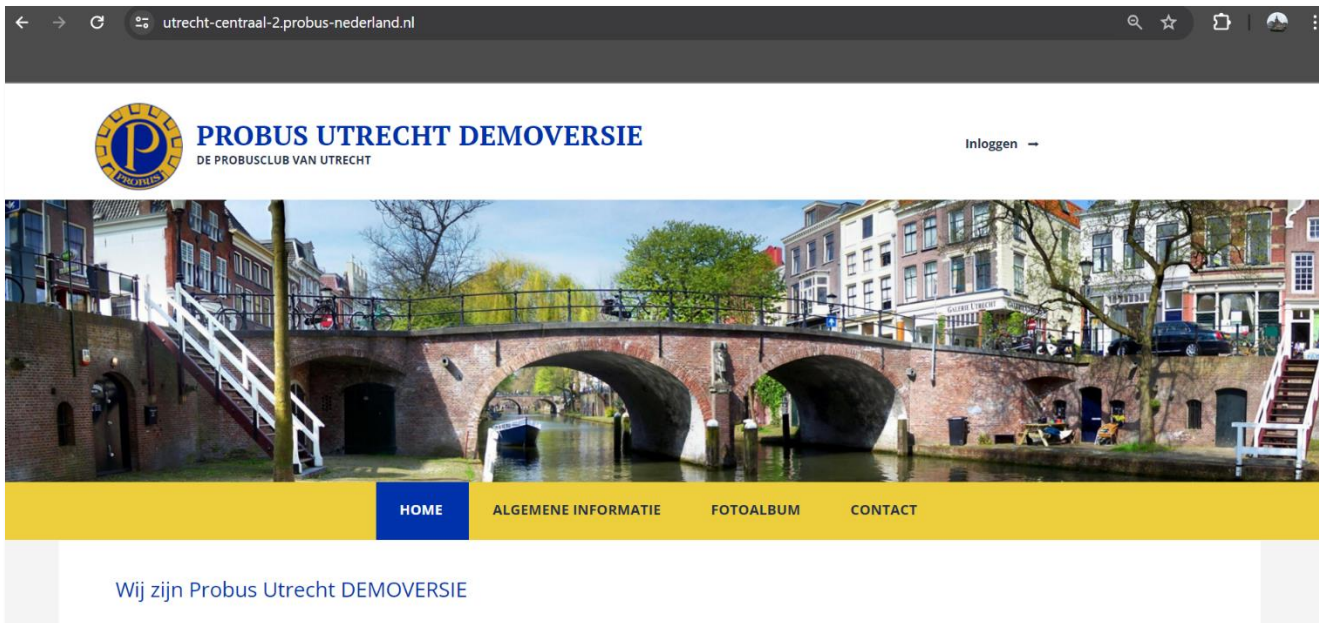 utrecht-centraal-2.probus-nederland.nl
P
PROBUS
PROBUS UTRECHT DEMOVERSIE
DE PROBUSCLUB VAN UTRECHT
Inloggen →
GALERIE UTRECHT
HOME
ALGEMENE INFORMATIE
FOTOALBUM
CONTACT
Wij zijn Probus Utrecht DEMOVERSIE